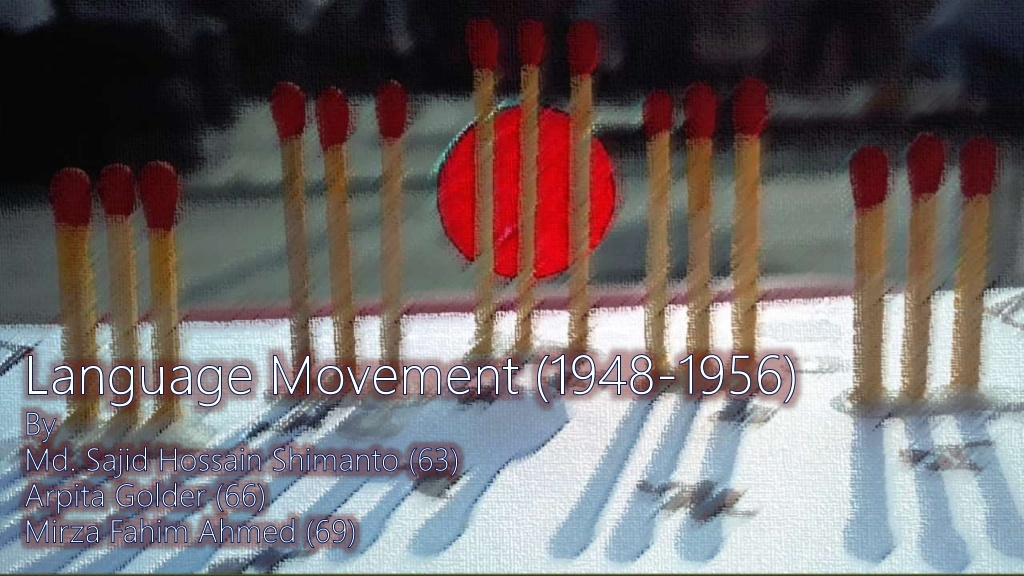 Language Movement (1948-1956)
By
Md. Sajid Hossain Shimanto (63)
Arpita Golder (66)
Mirza Fahim Ahmed (69)